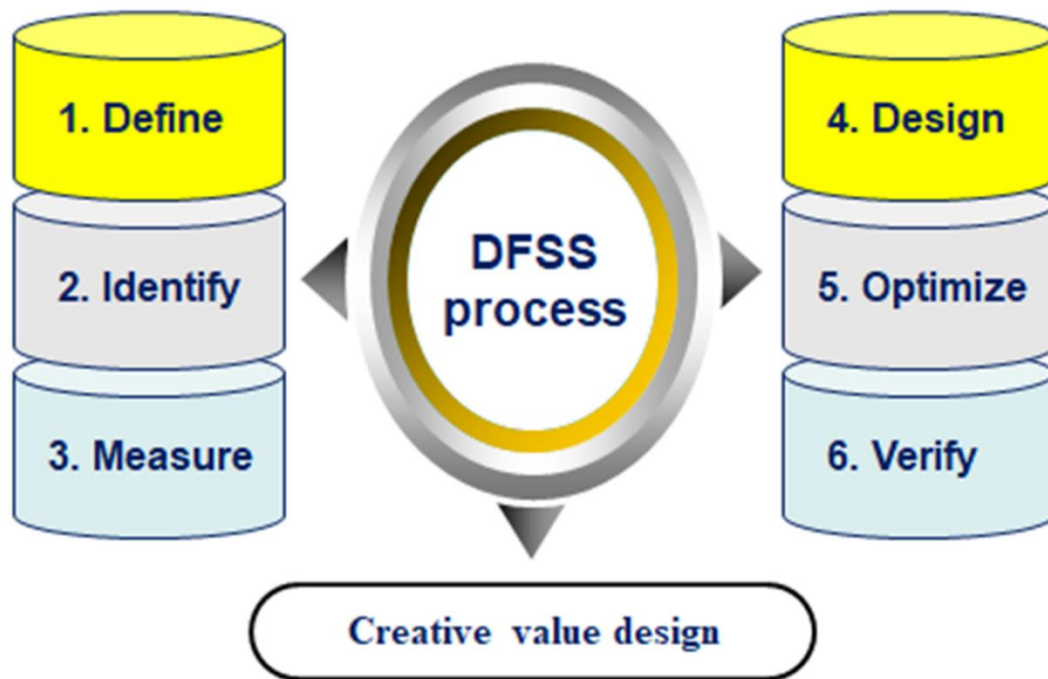 1. Define
2. Identify
3. Measure
DFSS
process
4. Design
5. Optimize
6. Verify
Creative value design